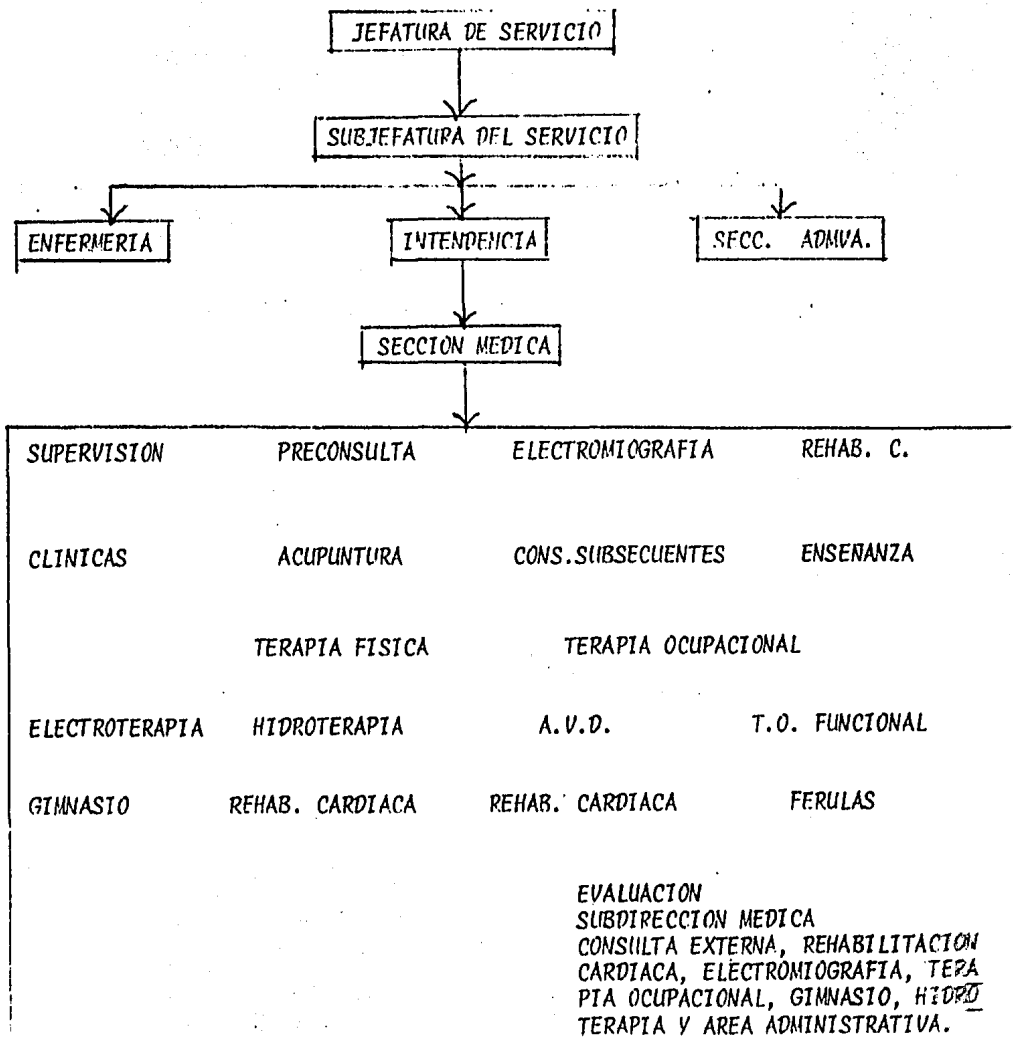 JEFATURA DE SERVICIO
SUBJEFATURA DEL SERVICIO
ENFERMERIA INTENDENCIA SECC. ADMVA.
SECCION MEDICA
SUPERVISION PRECONSULTA ELECTROMIOGRAFIA REHAB. C.
CLINICAS ACUPUNTURA CONS.SUBSECUENTES ENSEÑANZA
TERAPIA FISICA TERAPIA OCUPACIONAL
ELECTROTERAPIA HIDROTERAPIA A.V.D. T.O. FUNCIONAL
GIMNASIO REHAB. CARDIACA REHAB. CARDIACA FERULAS
EVALUACION
SUBDIRECCION MEDICA
CONSULTA EXTERNA, REHABILITACION
CARDIACA, ELECTROMIOGRAFIA, TERA
PIA OCUPACIONAL, GIMNASIO, HIDRO
TERAPIA Y AREA ADMINISTRATIVA.